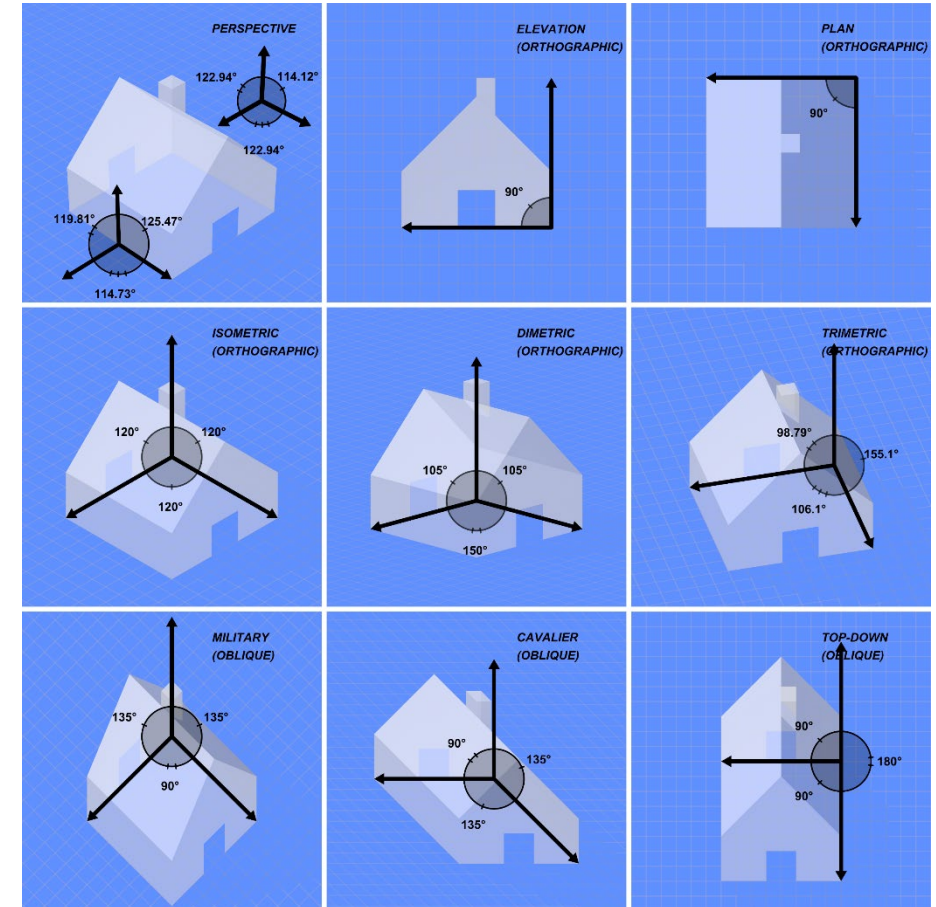 PERSPECTIVE
122.94°
114.12°
122.94°
119.81°
125.47°
114.73°
ELEVATION
(ORTHOGRAPHIC)
90°
PLAN
(ORTHOGRAPHIC)
90°
ISOMETRIC
(ORTHOGRAPHIC)
120°
120°
120°
DIMETRIC
(ORTHOGRAPHIC)
105°
105°
150°
TRIMETRIC
(ORTHOGRAPHIC)
98.79°
155.1°
106.1°
MILITARY
(OBLIQUE)
135°
135°
90°
CAVALIER
(OBLIQUE)
90°
135°
135°
TOP-DOWN
(OBLIQUE)
90°
180°
90°